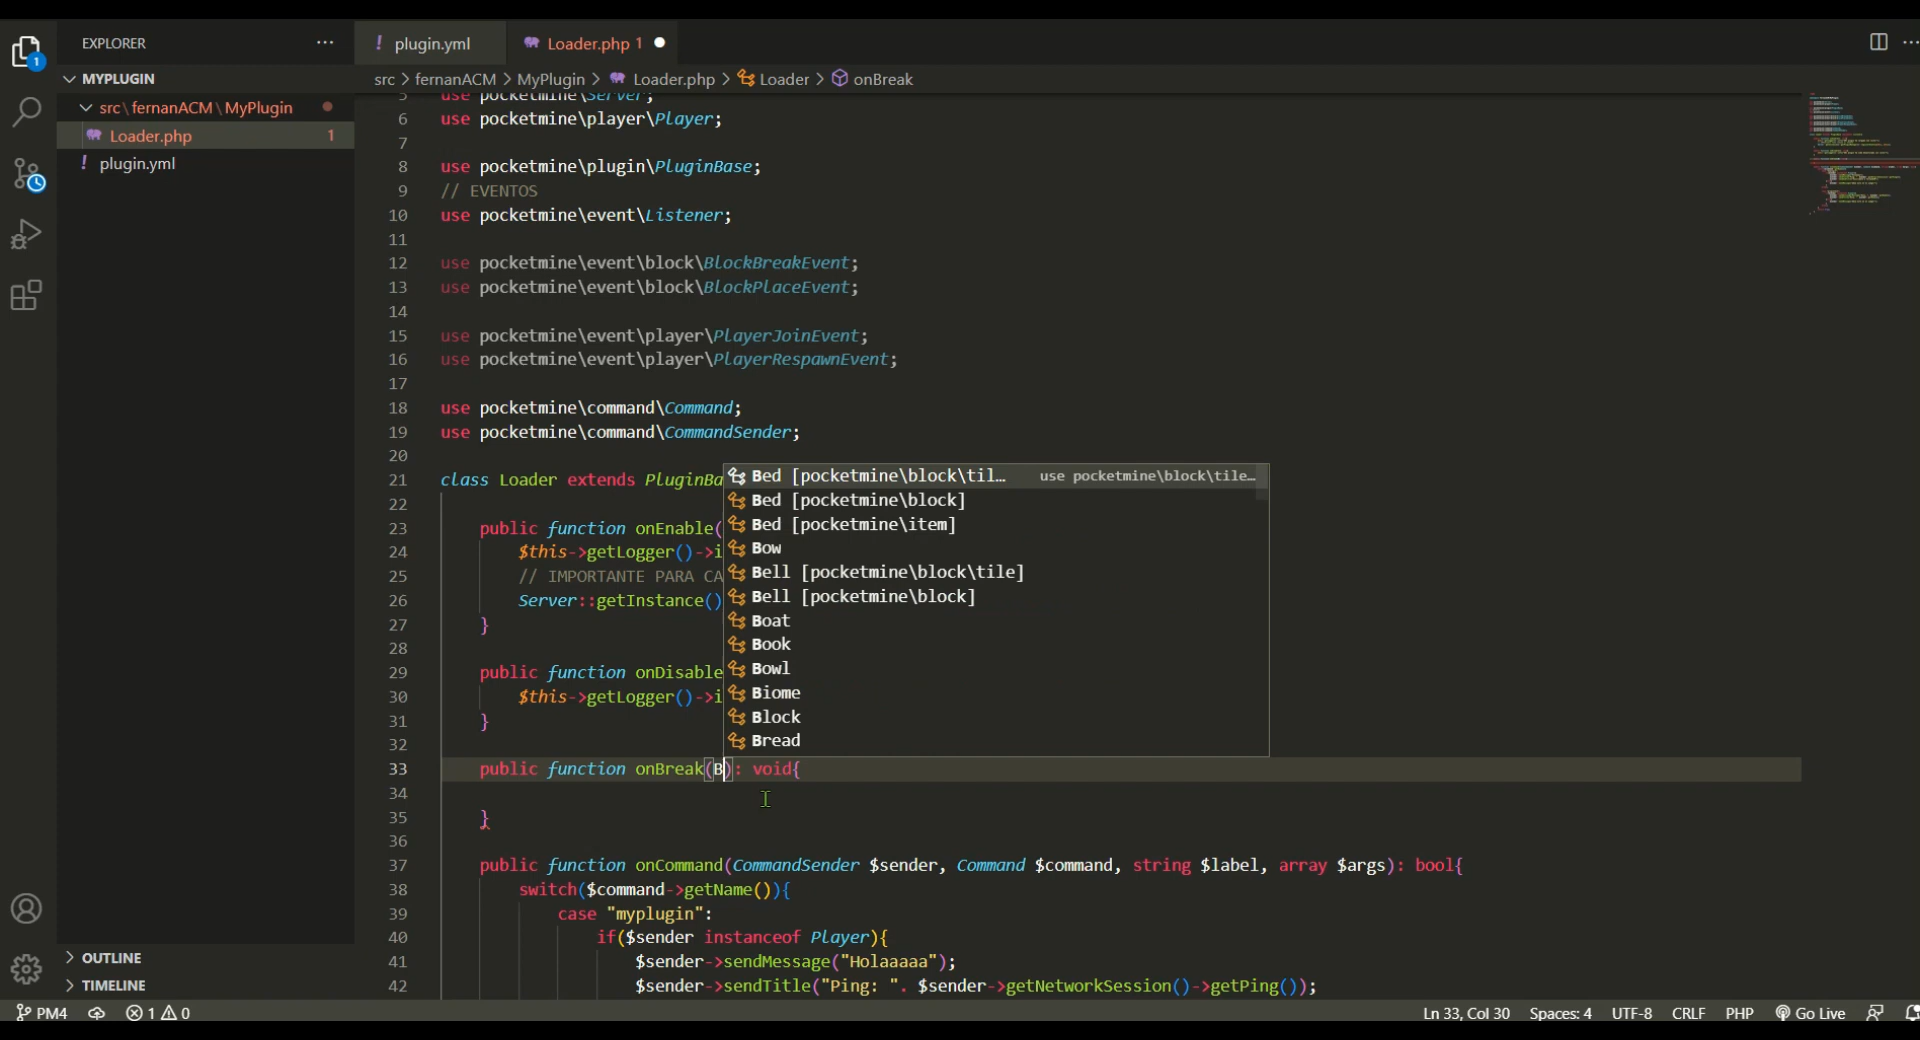 EXPLORER ···
! plugin.yml
Loader.php 1 ●
···
MYPLUGIN
src > fernanACM > MyPlugin > Loader.php > Loader > onBreak
src\fernanACM\MyPlugin
Loader.php 1
! plugin.yml
1
5 use pocketmine\Server;
6 use pocketmine\player\Player;
7
8 use pocketmine\plugin\PluginBase;
9 // EVENTOS
10 use pocketmine\event\Listener;
11
12 use pocketmine\event\block\BlockBreakEvent;
13 use pocketmine\event\block\BlockPlaceEvent;
14
15 use pocketmine\event\player\PlayerJoinEvent;
16 use pocketmine\event\player\PlayerRespawnEvent;
17
18 use pocketmine\command\Command;
19 use pocketmine\command\CommandSender;
20
21 class Loader extends PluginBa
22
23 public function onEnable(
24 $this->getLogger()->i
25 // IMPORTANTE PARA CA
26 Server::getInstance()
27 }
28
29 public function onDisable
30 $this->getLogger()->i
31 }
32
33 public function onBreak(B): void{
34
35 }
36
37 public function onCommand(CommandSender $sender, Command $command, string $label, array $args): bool{
38 switch($command->getName()){
39 case "myplugin":
40 if($sender instanceof Player){
41 $sender->sendMessage("Holaaaaa");
42 $sender->sendTitle("Ping: ". $sender->getNetworkSession()->getPing());
Bed [pocketmine\block\til... use pocketmine\block\tile...
Bed [pocketmine\block]
Bed [pocketmine\item]
Bow
Bell [pocketmine\block\tile]
Bell [pocketmine\block]
Boat
Book
Bowl
Biome
Block
Bread
OUTLINE
TIMELINE
PM4 1 0 Ln 33, Col 30 Spaces: 4 UTF-8 CRLF PHP Go Live